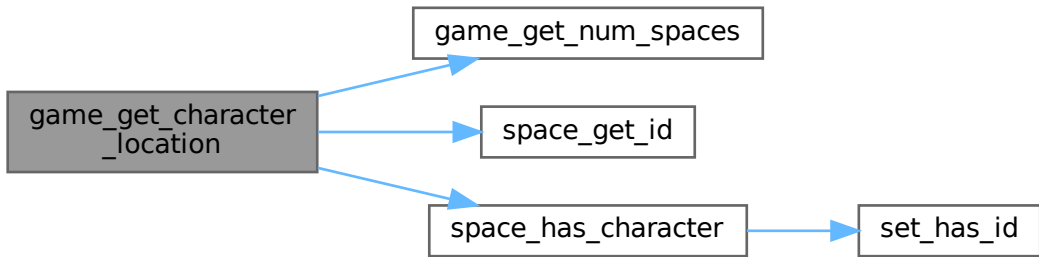 game_get_num_spaces
game_get_character
_location
space_get_id
space_has_character
set_has_id